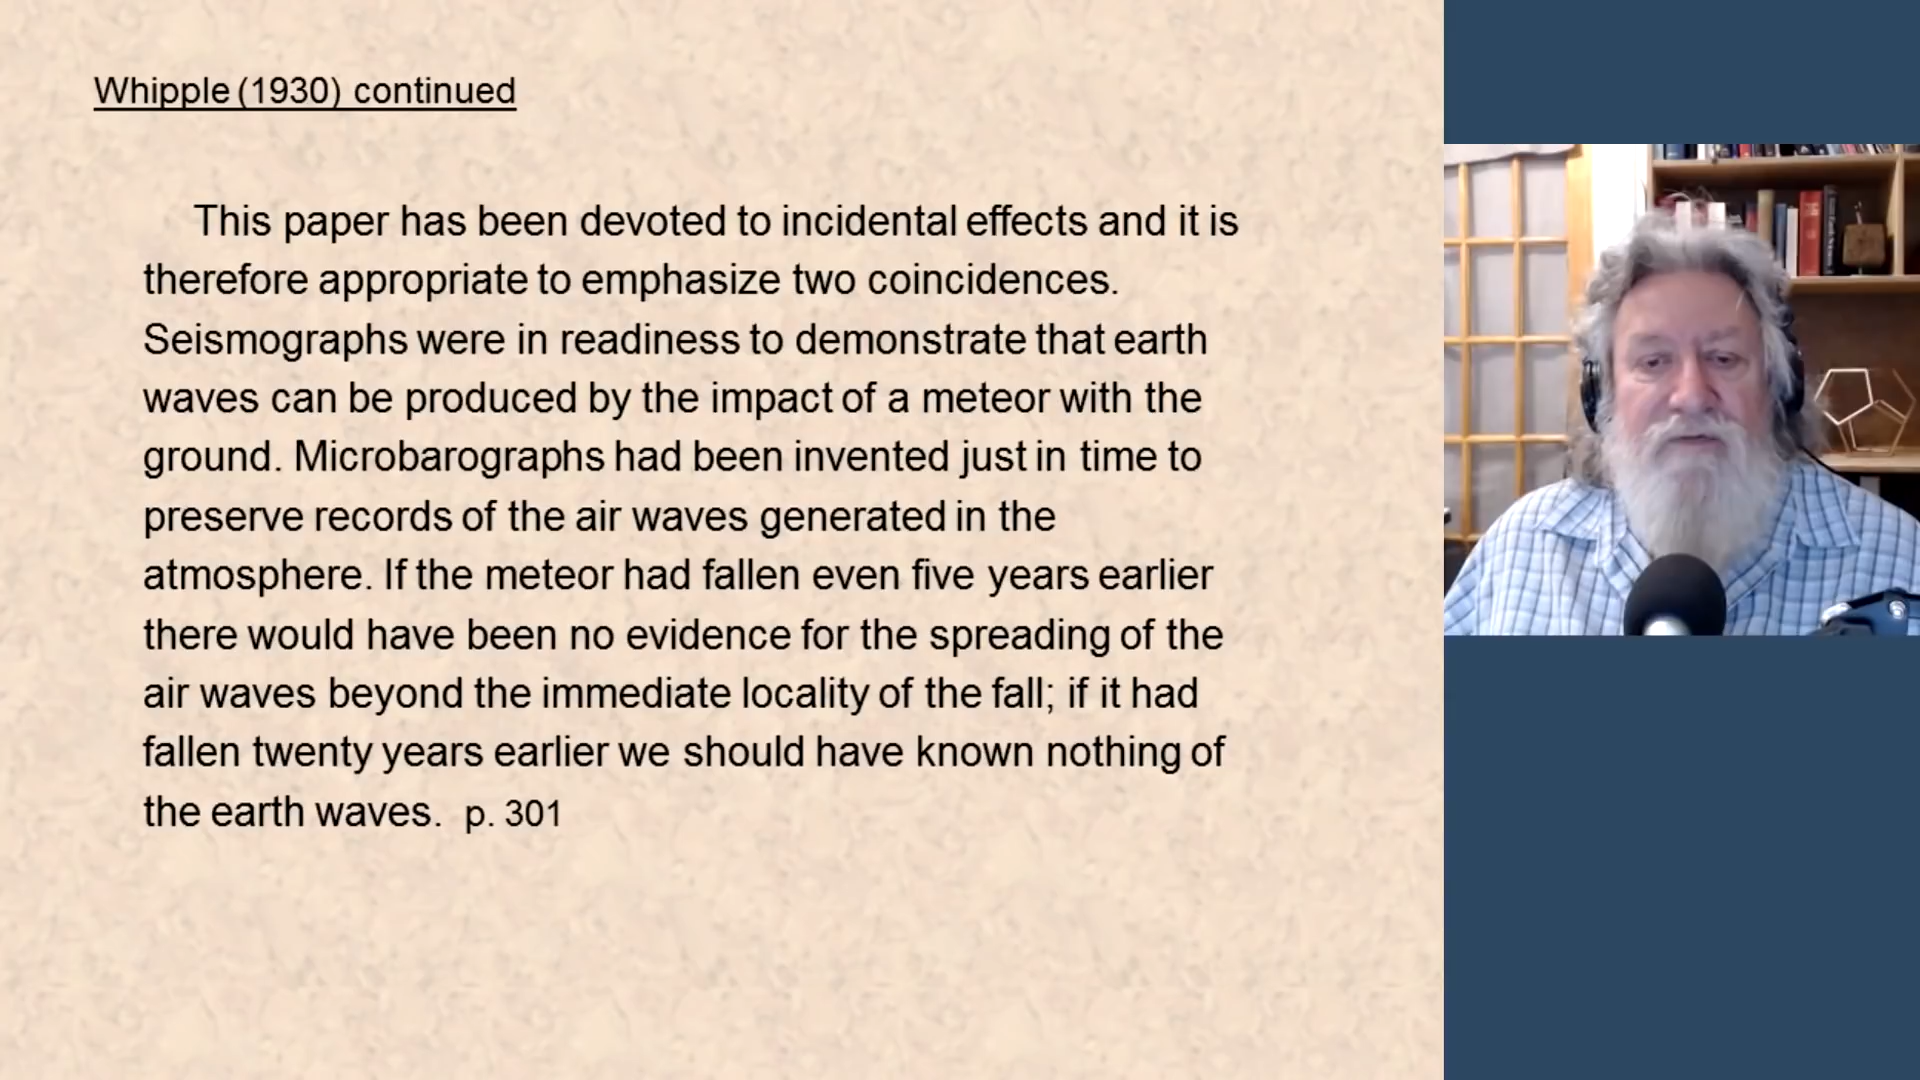 Whipple (1930) continued
This paper has been devoted to incidental effects and it is
therefore appropriate to emphasize two coincidences.
Seismographs were in readiness to demonstrate that earth
waves can be produced by the impact of a meteor with the
ground. Microbarographs had been invented just in time to
preserve records of the air waves generated in the
atmosphere. If the meteor had fallen even five years earlier
there would have been no evidence for the spreading of the
air waves beyond the immediate locality of the fall; if it had
fallen twenty years earlier we should have known nothing of
the earth waves. p. 301